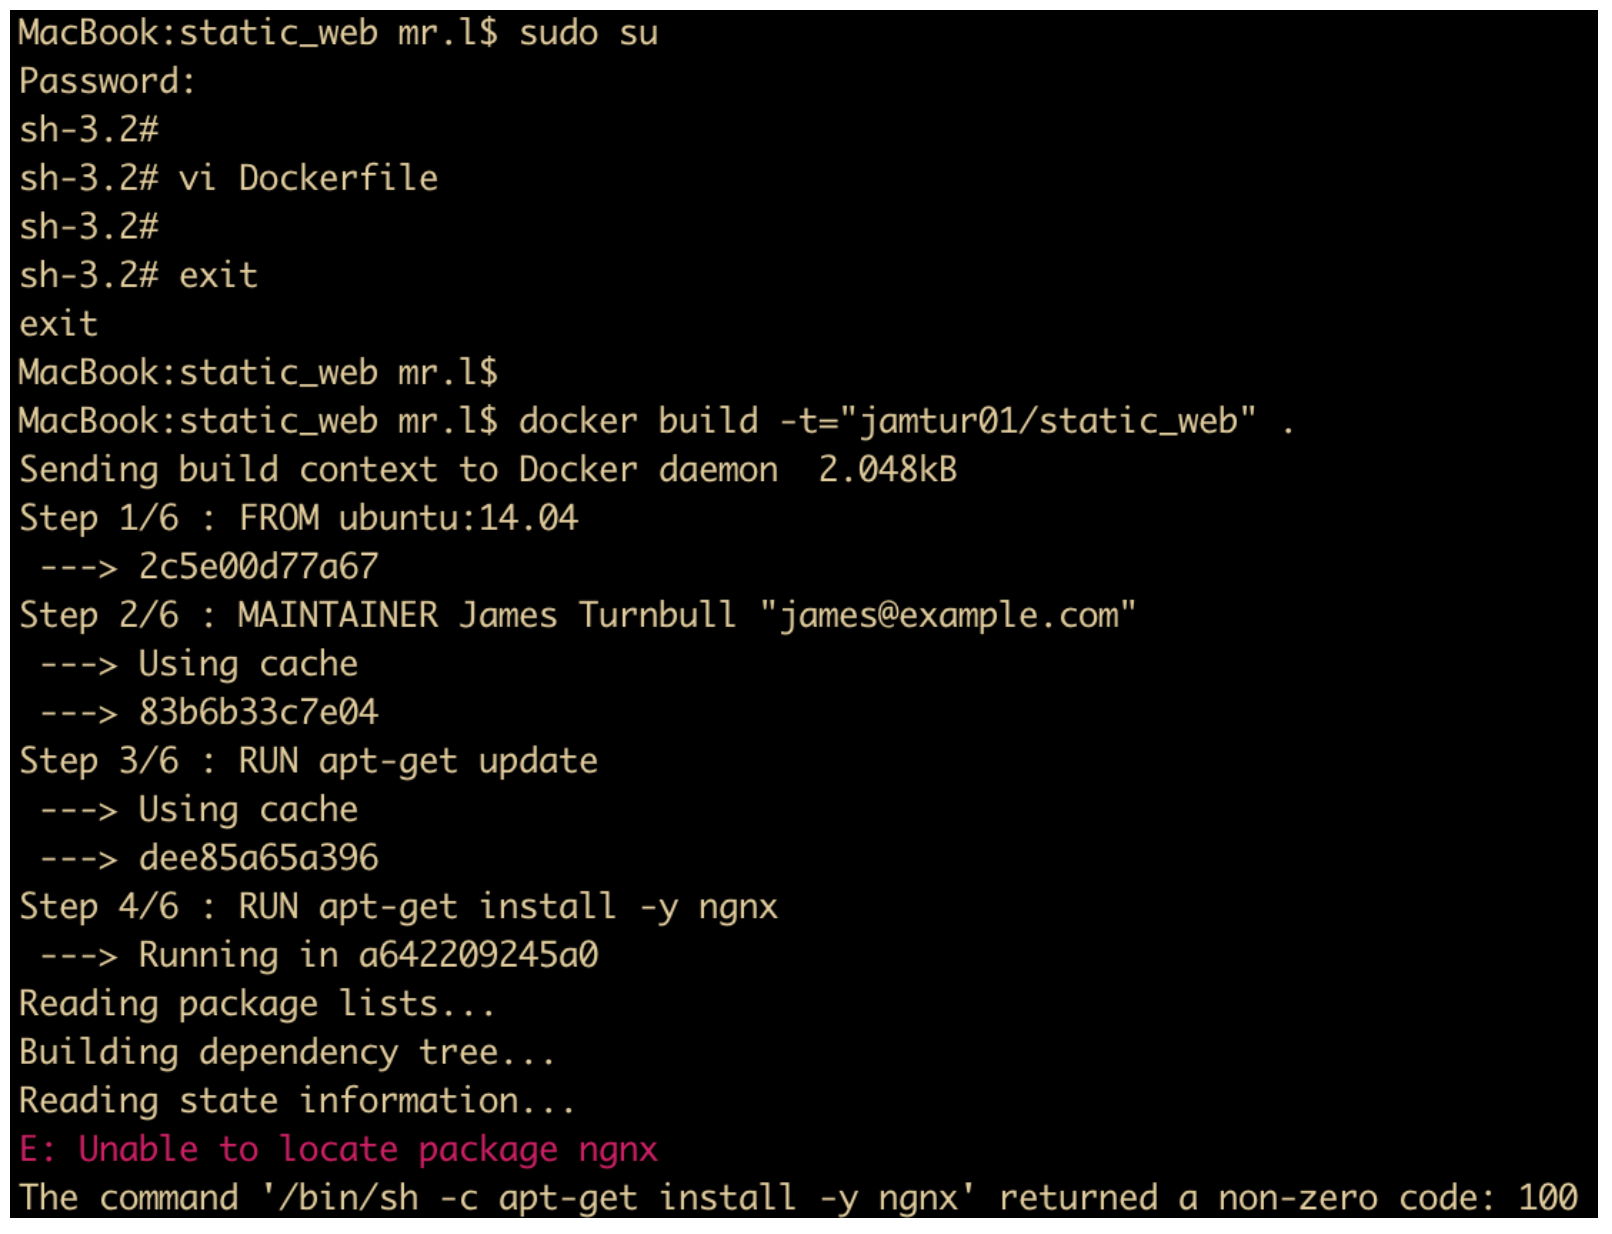 MacBook:static_web mr.l$ sudo su
Password:
sh-3.2#
sh-3.2# vi Dockerfile
sh-3.2#
sh-3.2# exit
exit
MacBook:static_web mr.l$
MacBook:static_web mr.l$ docker build -t="jamtur01/static_web" .
Sending build context to Docker daemon  2.048kB
Step 1/6 : FROM ubuntu:14.04
 ---> 2c5e00d77a67
Step 2/6 : MAINTAINER James Turnbull "james@example.com"
 ---> Using cache
 ---> 83b6b33c7e04
Step 3/6 : RUN apt-get update
 ---> Using cache
 ---> dee85a65a396
Step 4/6 : RUN apt-get install -y ngnx
 ---> Running in a642209245a0
Reading package lists...
Building dependency tree...
Reading state information...
E: Unable to locate package ngnx
The command '/bin/sh -c apt-get install -y ngnx' returned a non-zero code: 100